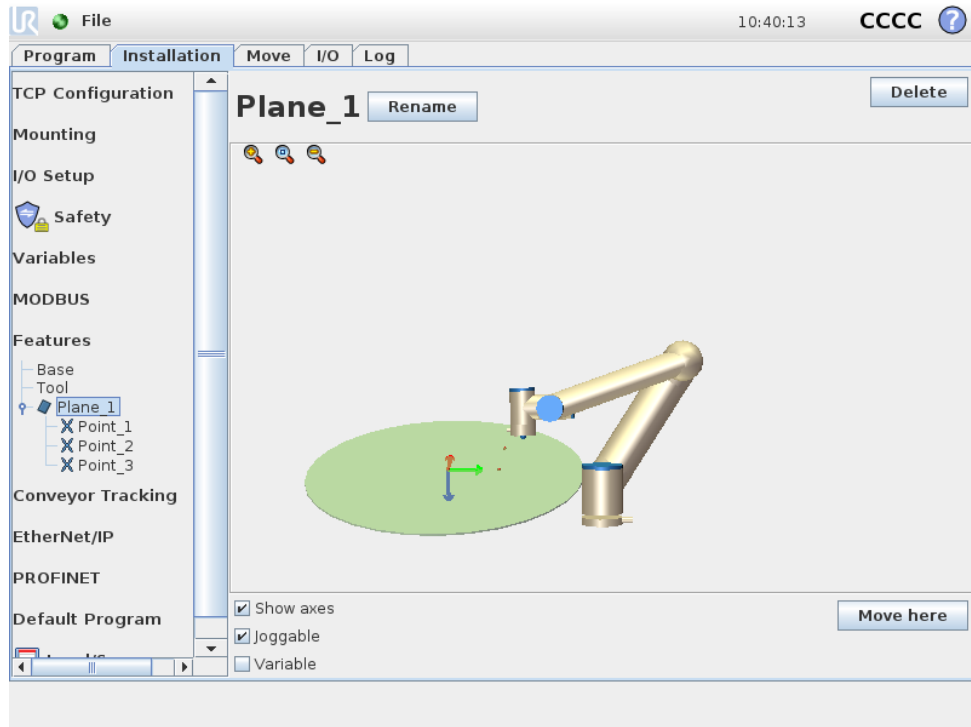 UR File 10:40:13 CCCC ?
Program Installation Move I/O Log
TCP Configuration
Mounting
I/O Setup
Safety
Variables
MODBUS
Features
Base
Tool
Plane_1
Point_1
Point_2
Point_3
Conveyor Tracking
EtherNet/IP
PROFINET
Default Program
Plane_1 Rename Delete
Show axes
Joggable
Variable
Move here